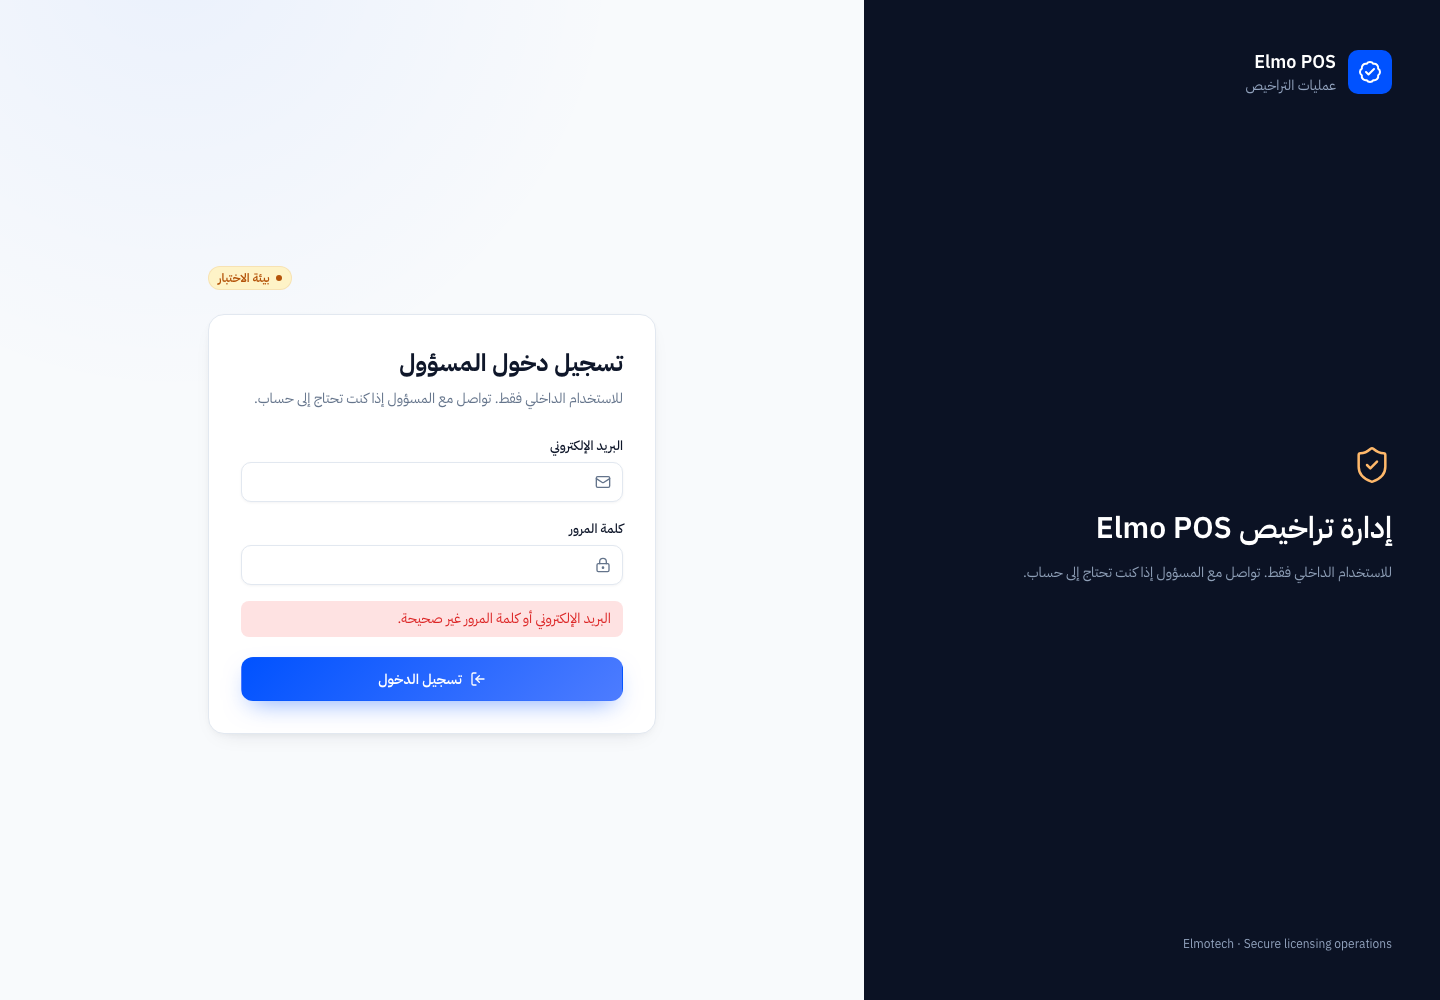 Elmo POS
عمليات التراخيص
إدارة تراخيص Elmo POS
للاستخدام الداخلي فقط. تواصل مع المسؤول إذا كنت تحتاج إلى حساب.
Elmotech · Secure licensing operations
بيئة الاختبار
تسجيل دخول المسؤول
للاستخدام الداخلي فقط. تواصل مع المسؤول إذا كنت تحتاج إلى حساب.
البريد الإلكتروني
كلمة المرور
البريد الإلكتروني أو كلمة المرور غير صحيحة.
تسجيل الدخول